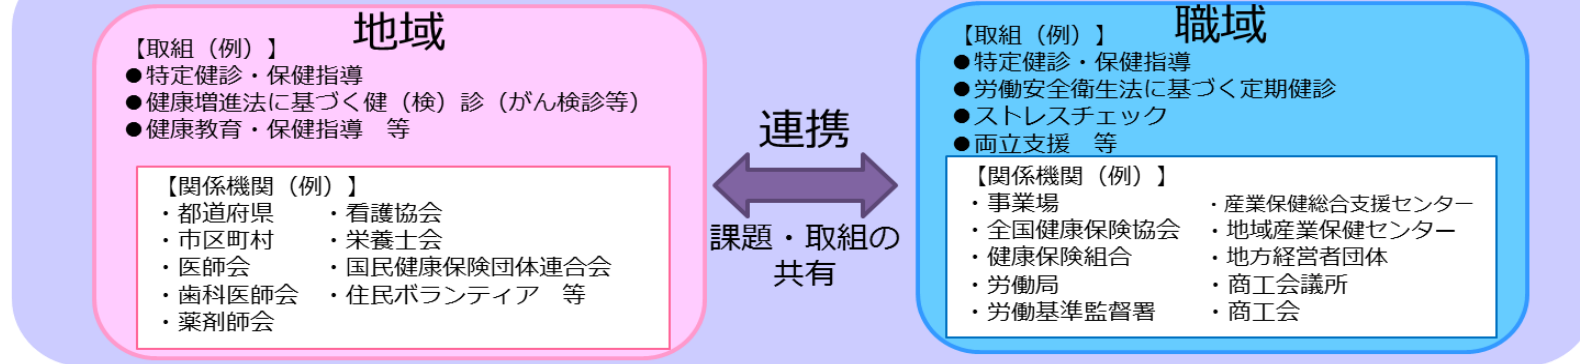 地域
【取組（例）】
●特定健診・保健指導
●健康増進法に基づく健（検）診（がん検診等）
●健康教育・保健指導　等
【関係機関（例）】
・都道府県
・市区町村
・医師会
・歯科医師会
・薬剤師会
・看護協会
・栄養士会
・国民健康保険団体連合会
・住民ボランティア　等
連携
課題・取組の
共有
職域
【取組（例）】
●特定健診・保健指導
●労働安全衛生法に基づく定期健診
●ストレスチェック
●両立支援　等
【関係機関（例）】
・事業場
・全国健康保険協会
・健康保険組合
・労働局
・労働基準監督署
・産業保健総合支援センター
・地域産業保健センター
・地方経営者団体
・商工会議所
・商工会